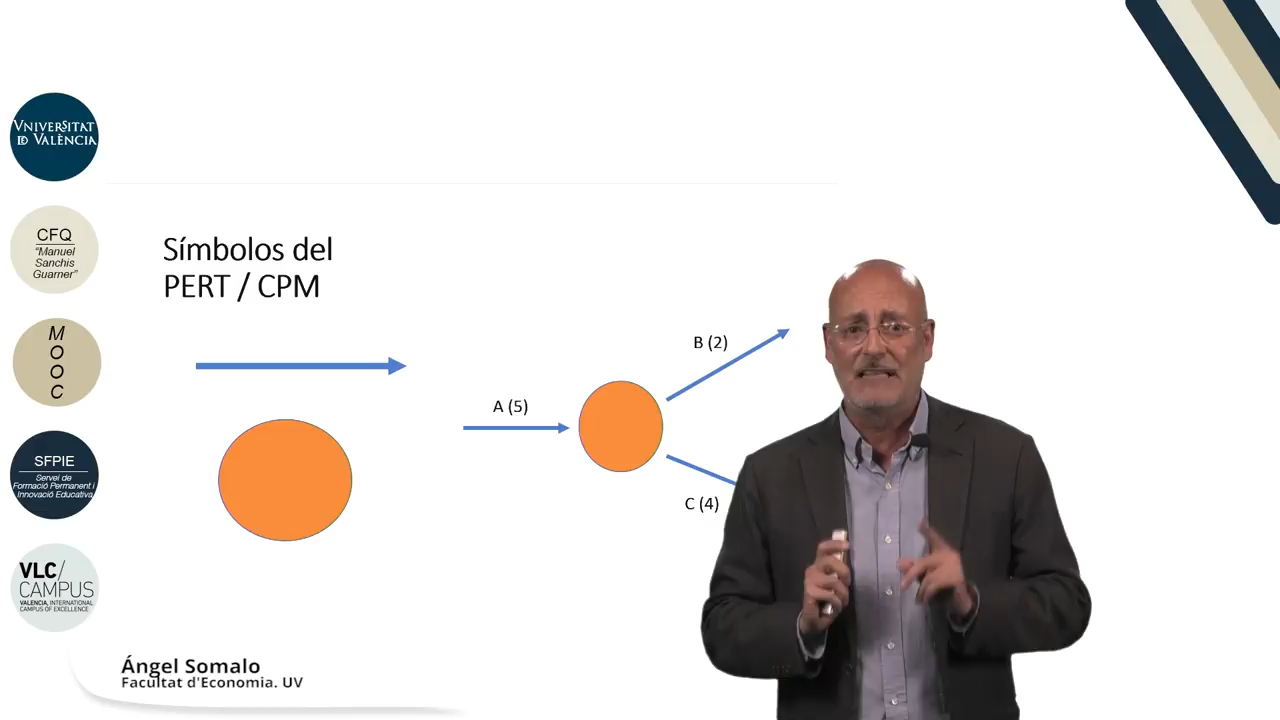 VNIVERSITAT
ID VALÈNCIA
CFQ
"Manuel
Sanchis
Guarner"
M
O
O
C
SFPIE
Servei de
Formació Permanent i
Innovació Educativa
VLC/
CAMPUS
VALENCIA, INTERNATIONAL
CAMPUS OF EXCELLENCE
Símbolos del
PERT / CPM
A (5)
B (2)
C (4)
Ángel Somalo
Facultat d'Economia. UV